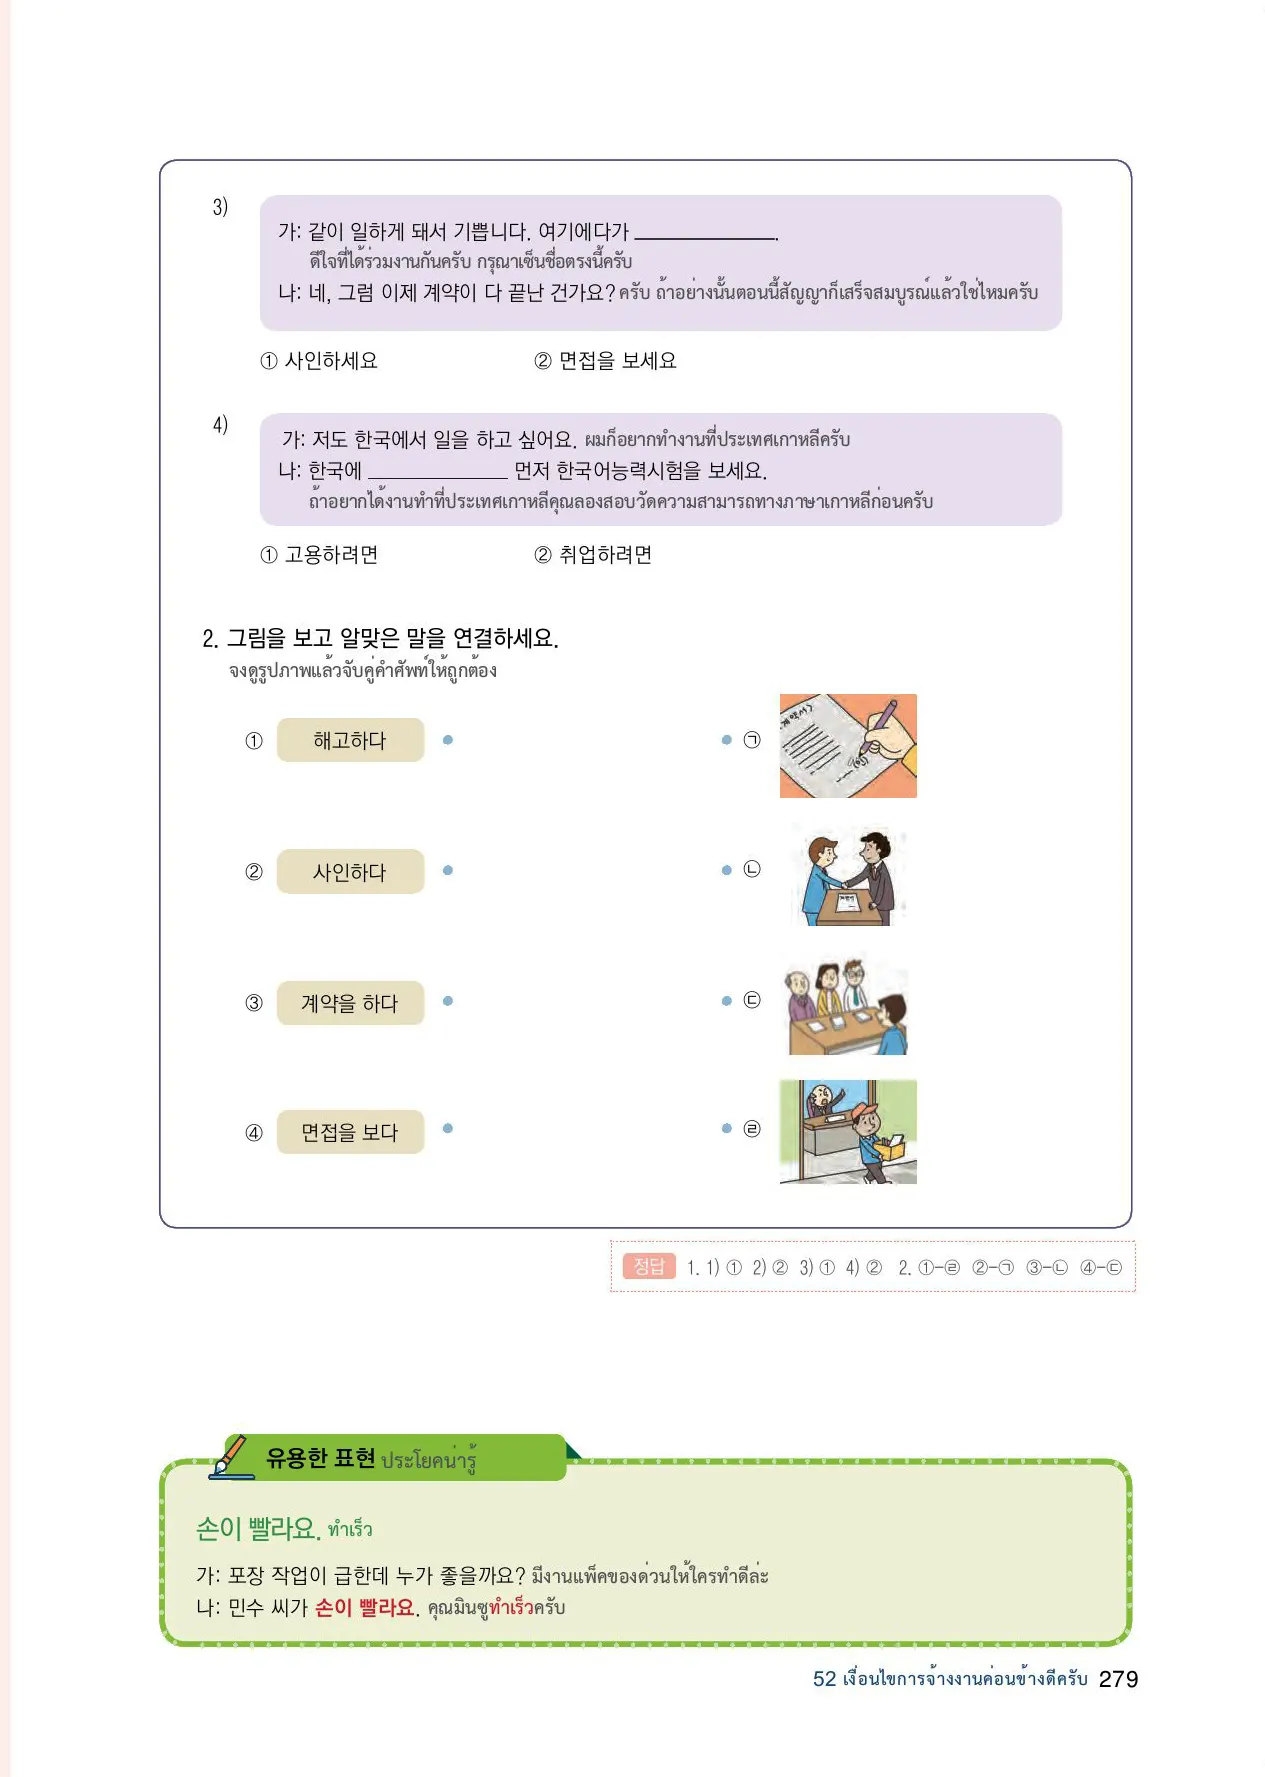 3)
가: 같이 일하게 돼서 기쁩니다. 여기에다가 ______________.
ดีใจที่ได้ร่วมงานกันครับ กรุณาเซ็นชื่อตรงนี้ครับ
나: 네, 그럼 이제 계약이 다 끝난 건가요? ครับ ถ้าอย่างนั้นตอนนี้สัญญาก็เสร็จสมบูรณ์แล้วใช่ไหมครับ
① 사인하세요 ② 면접을 보세요
4)
가: 저도 한국에서 일을 하고 싶어요. ผมก็อยากทำงานที่ประเทศเกาหลีครับ
나: 한국에 ______________ 먼저 한국어능력시험을 보세요.
ถ้าอยากได้งานทำที่ประเทศเกาหลีคุณลองสอบวัดความสามารถทางภาษาเกาหลีก่อนครับ
① 고용하려면 ② 취업하려면
2. 그림을 보고 알맞은 말을 연결하세요.
จงดูรูปภาพแล้วจับคู่คำศัพท์ให้ถูกต้อง
① 해고하다 ㉠
② 사인하다 ㉡
③ 계약을 하다 ㉢
④ 면접을 보다 ㉣
정답 1. 1) ① 2) ② 3) ① 4) ② 2. ①-㉣ ②-㉠ ③-㉡ ④-㉢
유용한 표현 ประโยคน่ารู้
손이 빨라요. ทำเร็ว
가: 포장 작업이 급한데 누가 좋을까요? มีงานแพ็คของด่วนให้ใครทำดีล่ะ
나: 민수 씨가 손이 빨라요. คุณมินซูทำเร็วครับ
52 เงื่อนไขการจ้างงานค่อนข้างดีครับ 279